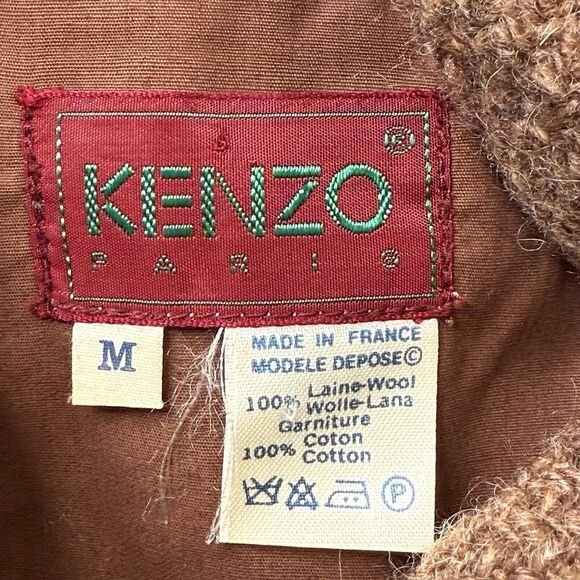 KENZO®
PARIS
M
MADE IN FRANCE
MODELE DEPOSE©
100% Laine-Wool
Wolle-Lana
Garniture
100% Coton
Cotton
P